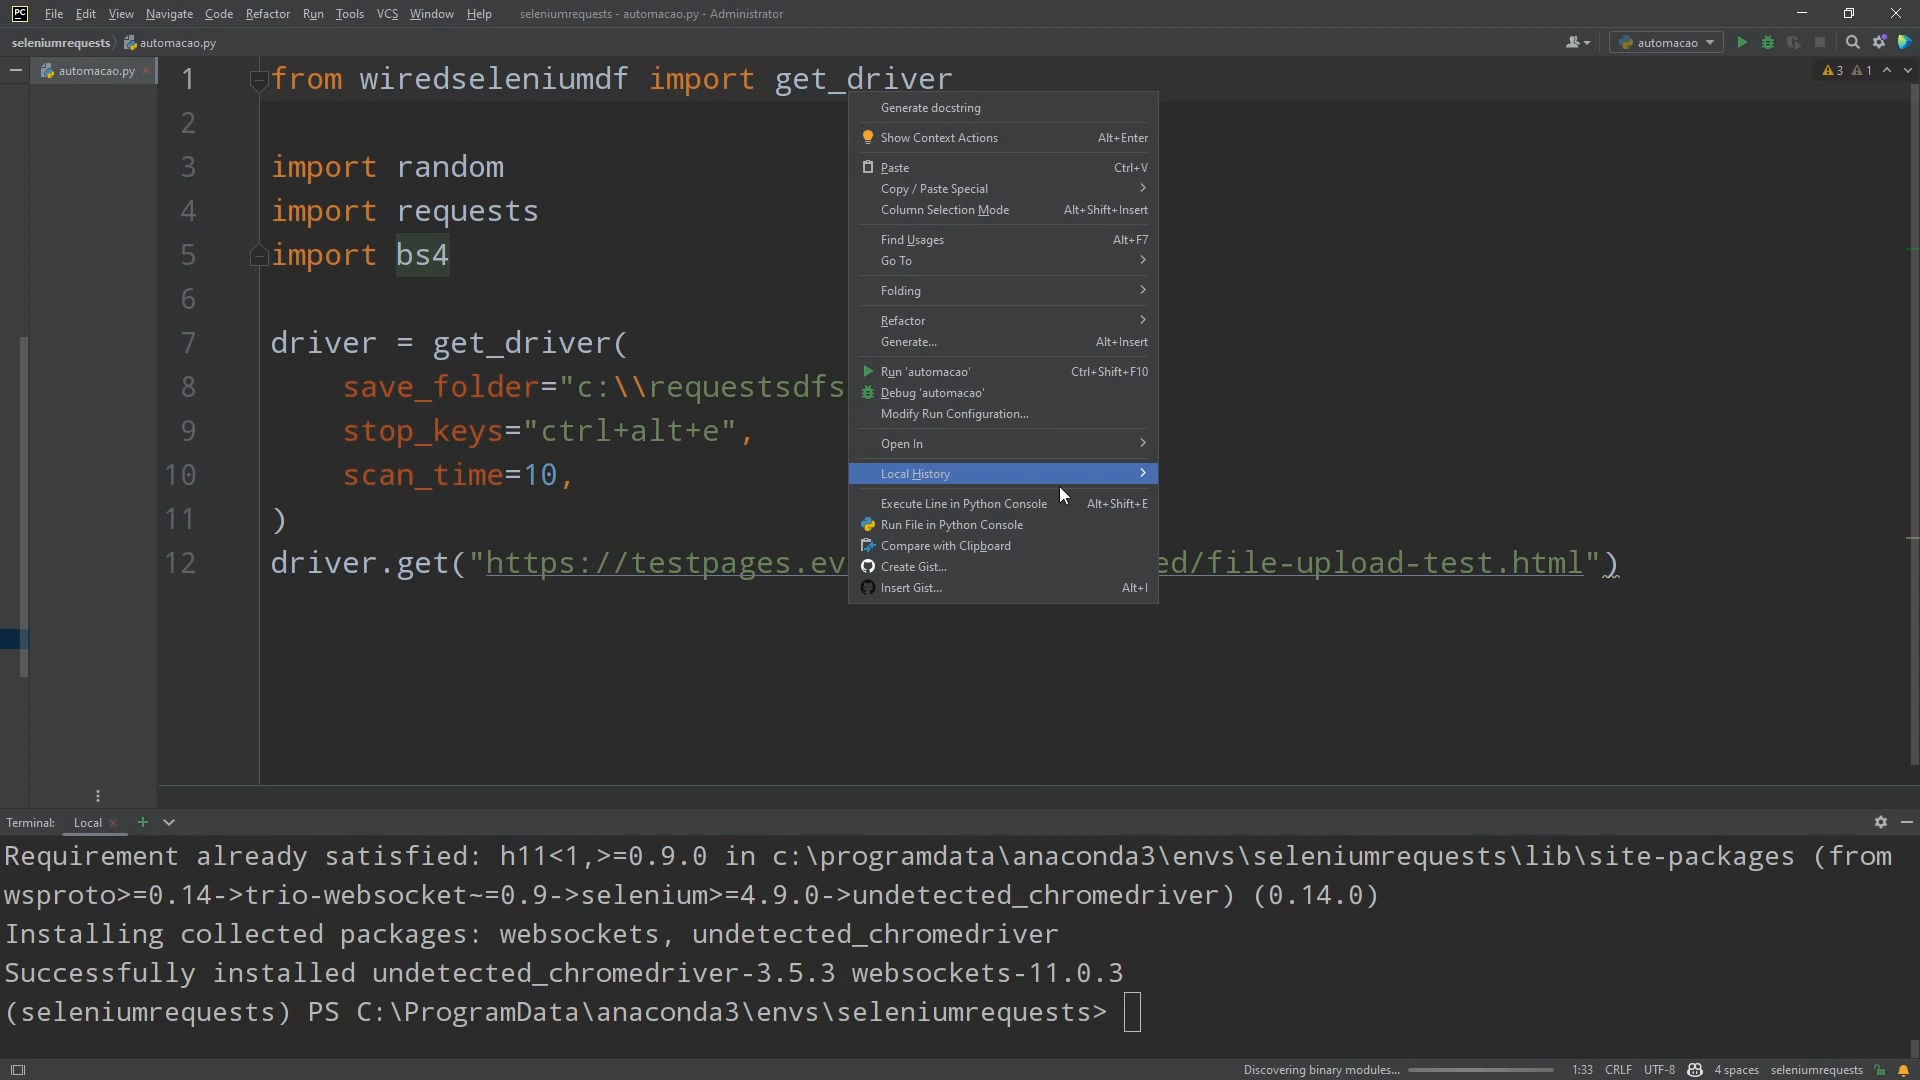 PC File Edit View Navigate Code Refactor Run Tools VCS Window Help seleniumrequests - automacao.py - Administrator
seleniumrequests automacao.py automacao
automacao.py 3 1
1 from wiredseleniumdf import get_driver
2
3 import random
4 import requests
5 import bs4
6
7 driver = get_driver(
8 save_folder="c:\\requestsdfs
9 stop_keys="ctrl+alt+e",
10 scan_time=10,
11 )
12 driver.get("https://testpages.ev ed/file-upload-test.html")
Generate docstring
Show Context Actions Alt+Enter
Paste Ctrl+V
Copy / Paste Special
Column Selection Mode Alt+Shift+Insert
Find Usages Alt+F7
Go To
Folding
Refactor
Generate... Alt+Insert
Run 'automacao' Ctrl+Shift+F10
Debug 'automacao'
Modify Run Configuration...
Open In
Local History
Execute Line in Python Console Alt+Shift+E
Run File in Python Console
Compare with Clipboard
Create Gist...
Insert Gist... Alt+I
Terminal: Local
Requirement already satisfied: h11<1,>=0.9.0 in c:\programdata\anaconda3\envs\seleniumrequests\lib\site-packages (from
wsproto>=0.14->trio-websocket~=0.9->selenium>=4.9.0->undetected_chromedriver) (0.14.0)
Installing collected packages: websockets, undetected_chromedriver
Successfully installed undetected_chromedriver-3.5.3 websockets-11.0.3
(seleniumrequests) PS C:\ProgramData\anaconda3\envs\seleniumrequests>
Discovering binary modules... 1:33 CRLF UTF-8 4 spaces seleniumrequests